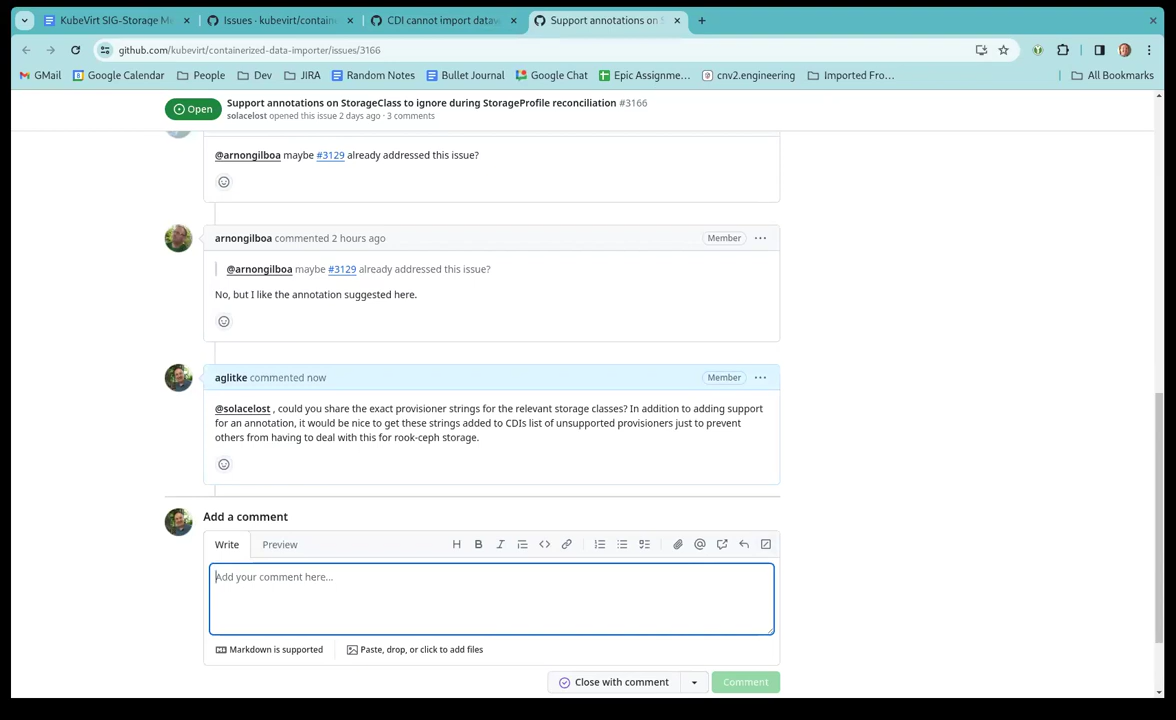 KubeVirt SIG-Storage Me
Issues · kubevirt/containe
CDI cannot import datav
Support annotations on S
github.com/kubevirt/containerized-data-importer/issues/3166
GMail
Google Calendar
People
Dev
JIRA
Random Notes
Bullet Journal
Google Chat
Epic Assignme...
cnv2.engineering
Imported Fro...
All Bookmarks
Open
Support annotations on StorageClass to ignore during StorageProfile reconciliation #3166
solacelost opened this issue 2 days ago · 3 comments
@arnongilboa maybe #3129 already addressed this issue?
arnongilboa commented 2 hours ago
Member
@arnongilboa maybe #3129 already addressed this issue?
No, but I like the annotation suggested here.
aglitke commented now
Member
@solacelost , could you share the exact provisioner strings for the relevant storage classes? In addition to adding support
for an annotation, it would be nice to get these strings added to CDIs list of unsupported provisioners just to prevent
others from having to deal with this for rook-ceph storage.
Add a comment
Write
Preview
Add your comment here...
Markdown is supported
Paste, drop, or click to add files
Close with comment
Comment